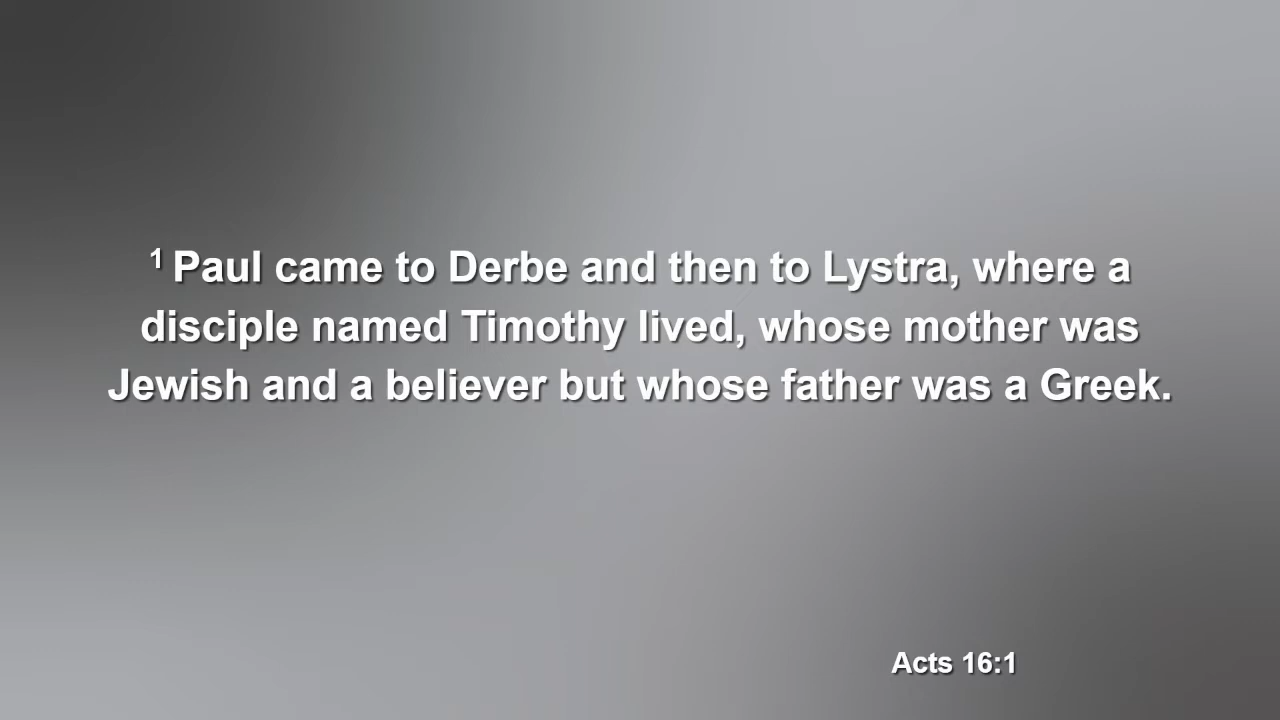 1 Paul came to Derbe and then to Lystra, where a
disciple named Timothy lived, whose mother was
Jewish and a believer but whose father was a Greek.
Acts 16:1